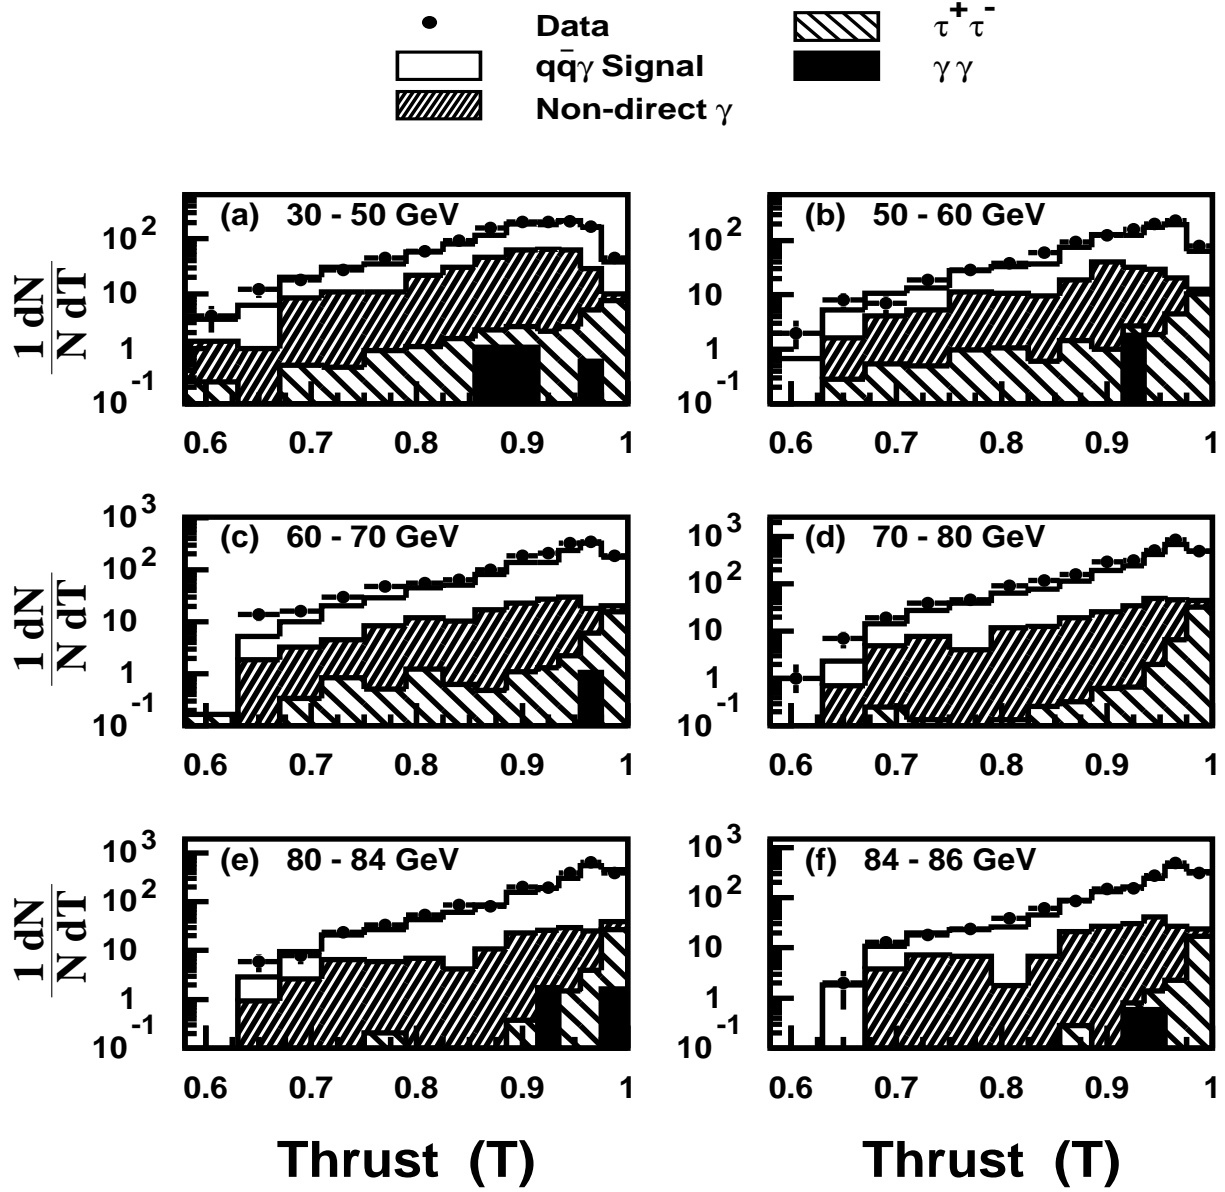 Data
qq̄γ Signal
Non-direct γ
τ⁺τ⁻
γγ
(a) 30 - 50 GeV
1 dN
N dT
10²
10
1
10⁻¹
0.6 0.7 0.8 0.9 1
(b) 50 - 60 GeV
10²
10
1
10⁻¹
0.6 0.7 0.8 0.9 1
(c) 60 - 70 GeV
1 dN
N dT
10³
10²
10
1
10⁻¹
0.6 0.7 0.8 0.9 1
(d) 70 - 80 GeV
10³
10²
10
1
10⁻¹
0.6 0.7 0.8 0.9 1
(e) 80 - 84 GeV
1 dN
N dT
10³
10²
10
1
10⁻¹
0.6 0.7 0.8 0.9 1
(f) 84 - 86 GeV
10³
10²
10
1
10⁻¹
0.6 0.7 0.8 0.9 1
Thrust (T)
Thrust (T)